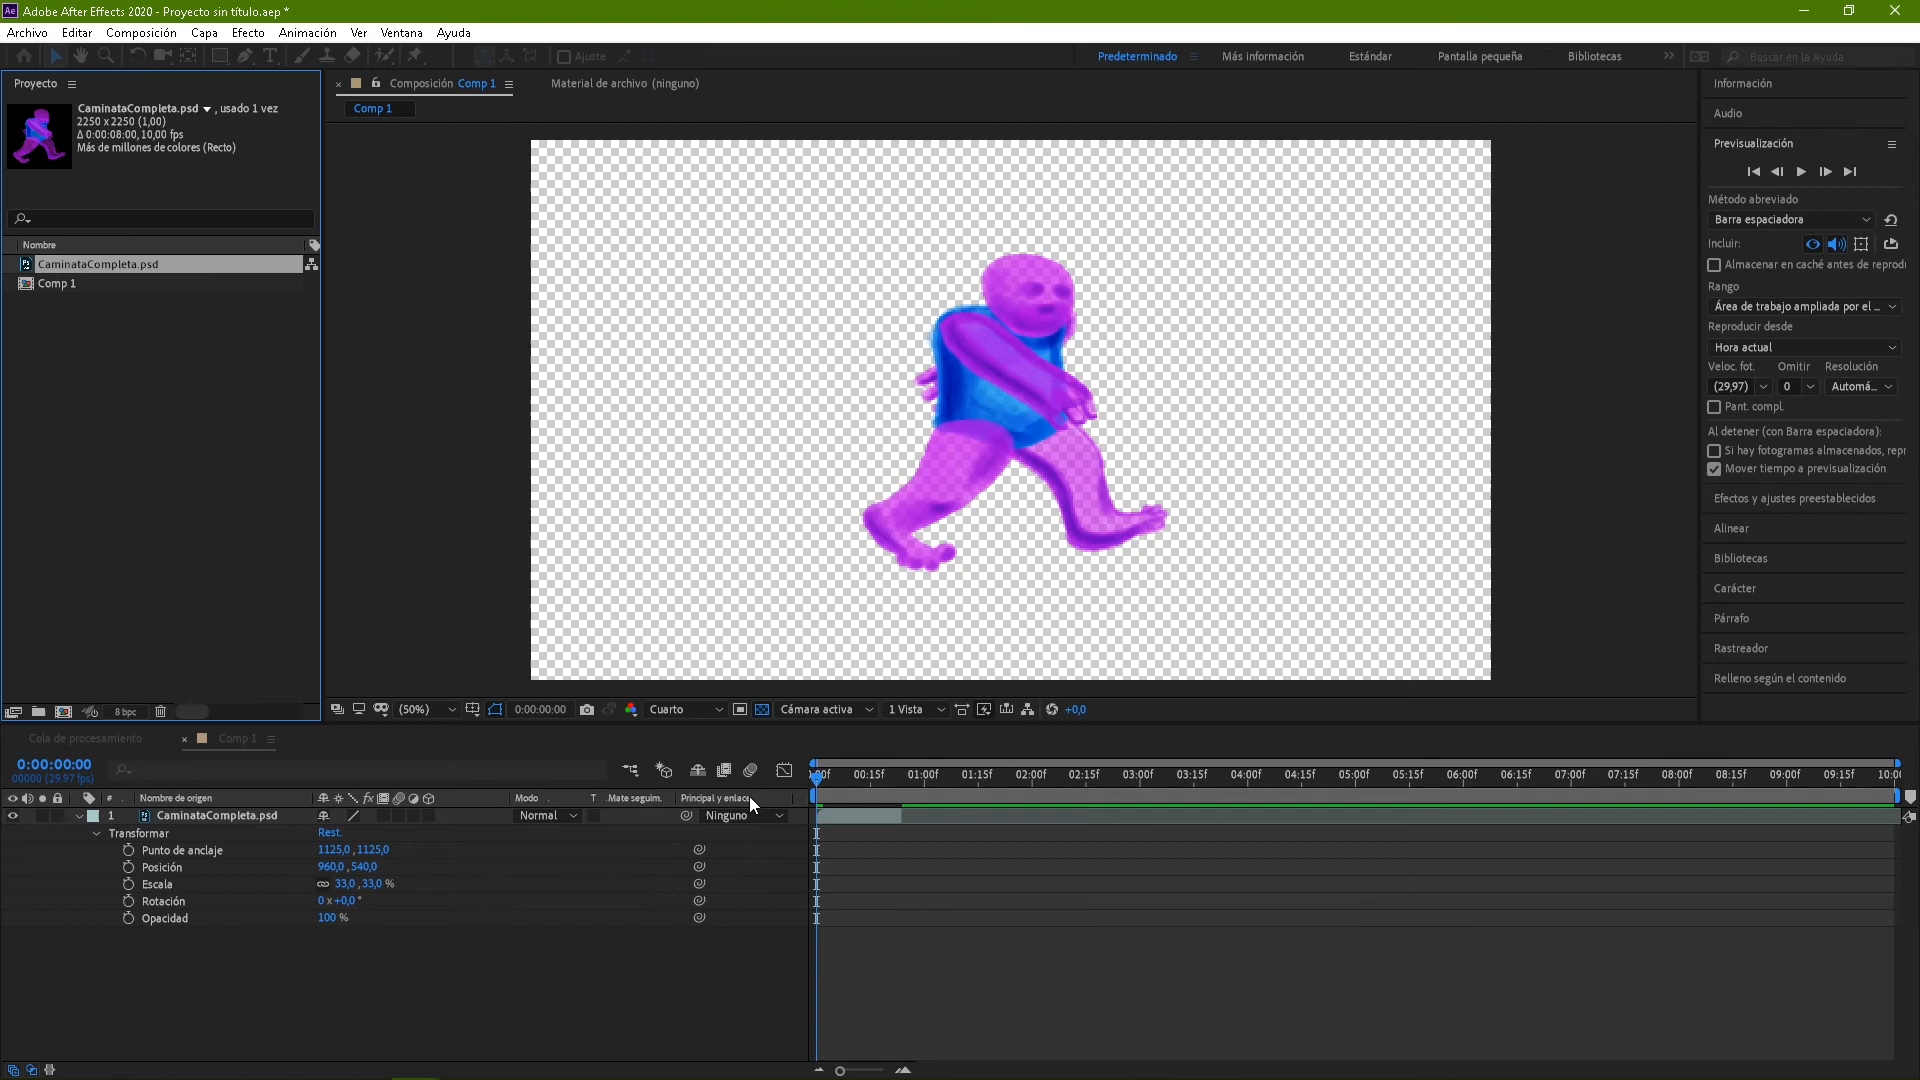 Ae Adobe After Effects 2020 - Proyecto sin título.aep *
Archivo Editar Composición Capa Efecto Animación Ver Ventana Ayuda
Ajuste
Predeterminado Más información Estándar Pantalla pequeña Bibliotecas
Buscar en la Ayuda
Proyecto
CaminataCompleta.psd , usado 1 vez
2250 x 2250 (1,00)
Δ 0:00:08:00, 10,00 fps
Más de millones de colores (Recto)
Nombre
CaminataCompleta.psd
Comp 1
8 bpc
Composición Comp 1
Material de archivo (ninguno)
Comp 1
(50%)
0:00:00:00
Cuarto
Cámara activa
1 Vista
+0,0
Información
Audio
Previsualización
Método abreviado
Barra espaciadora
Incluir:
Almacenar en caché antes de reprodu
Rango
Área de trabajo ampliada por el ...
Reproducir desde
Hora actual
Veloc. fot. Omitir Resolución
(29,97) 0 Automá...
Pant. compl.
Al detener (con Barra espaciadora):
Si hay fotogramas almacenados, repr
Mover tiempo a previsualización
Efectos y ajustes preestablecidos
Alinear
Bibliotecas
Carácter
Párrafo
Rastreador
Relleno según el contenido
Cola de procesamiento
Comp 1
0:00:00:00
00000 (29.97 fps)
# Nombre de origen fx Modo T .Mate seguim. Principal y enlace
1 CaminataCompleta.psd Normal Ninguno
Transformar Rest.
Punto de anclaje 1125,0 ,1125,0
Posición 960,0 ,540,0
Escala 33,0 ,33,0 %
Rotación 0 x+0,0 °
Opacidad 100 %
:00f 00:15f 01:00f 01:15f 02:00f 02:15f 03:00f 03:15f 04:00f 04:15f 05:00f 05:15f 06:00f 06:15f 07:00f 07:15f 08:00f 08:15f 09:00f 09:15f 10:0